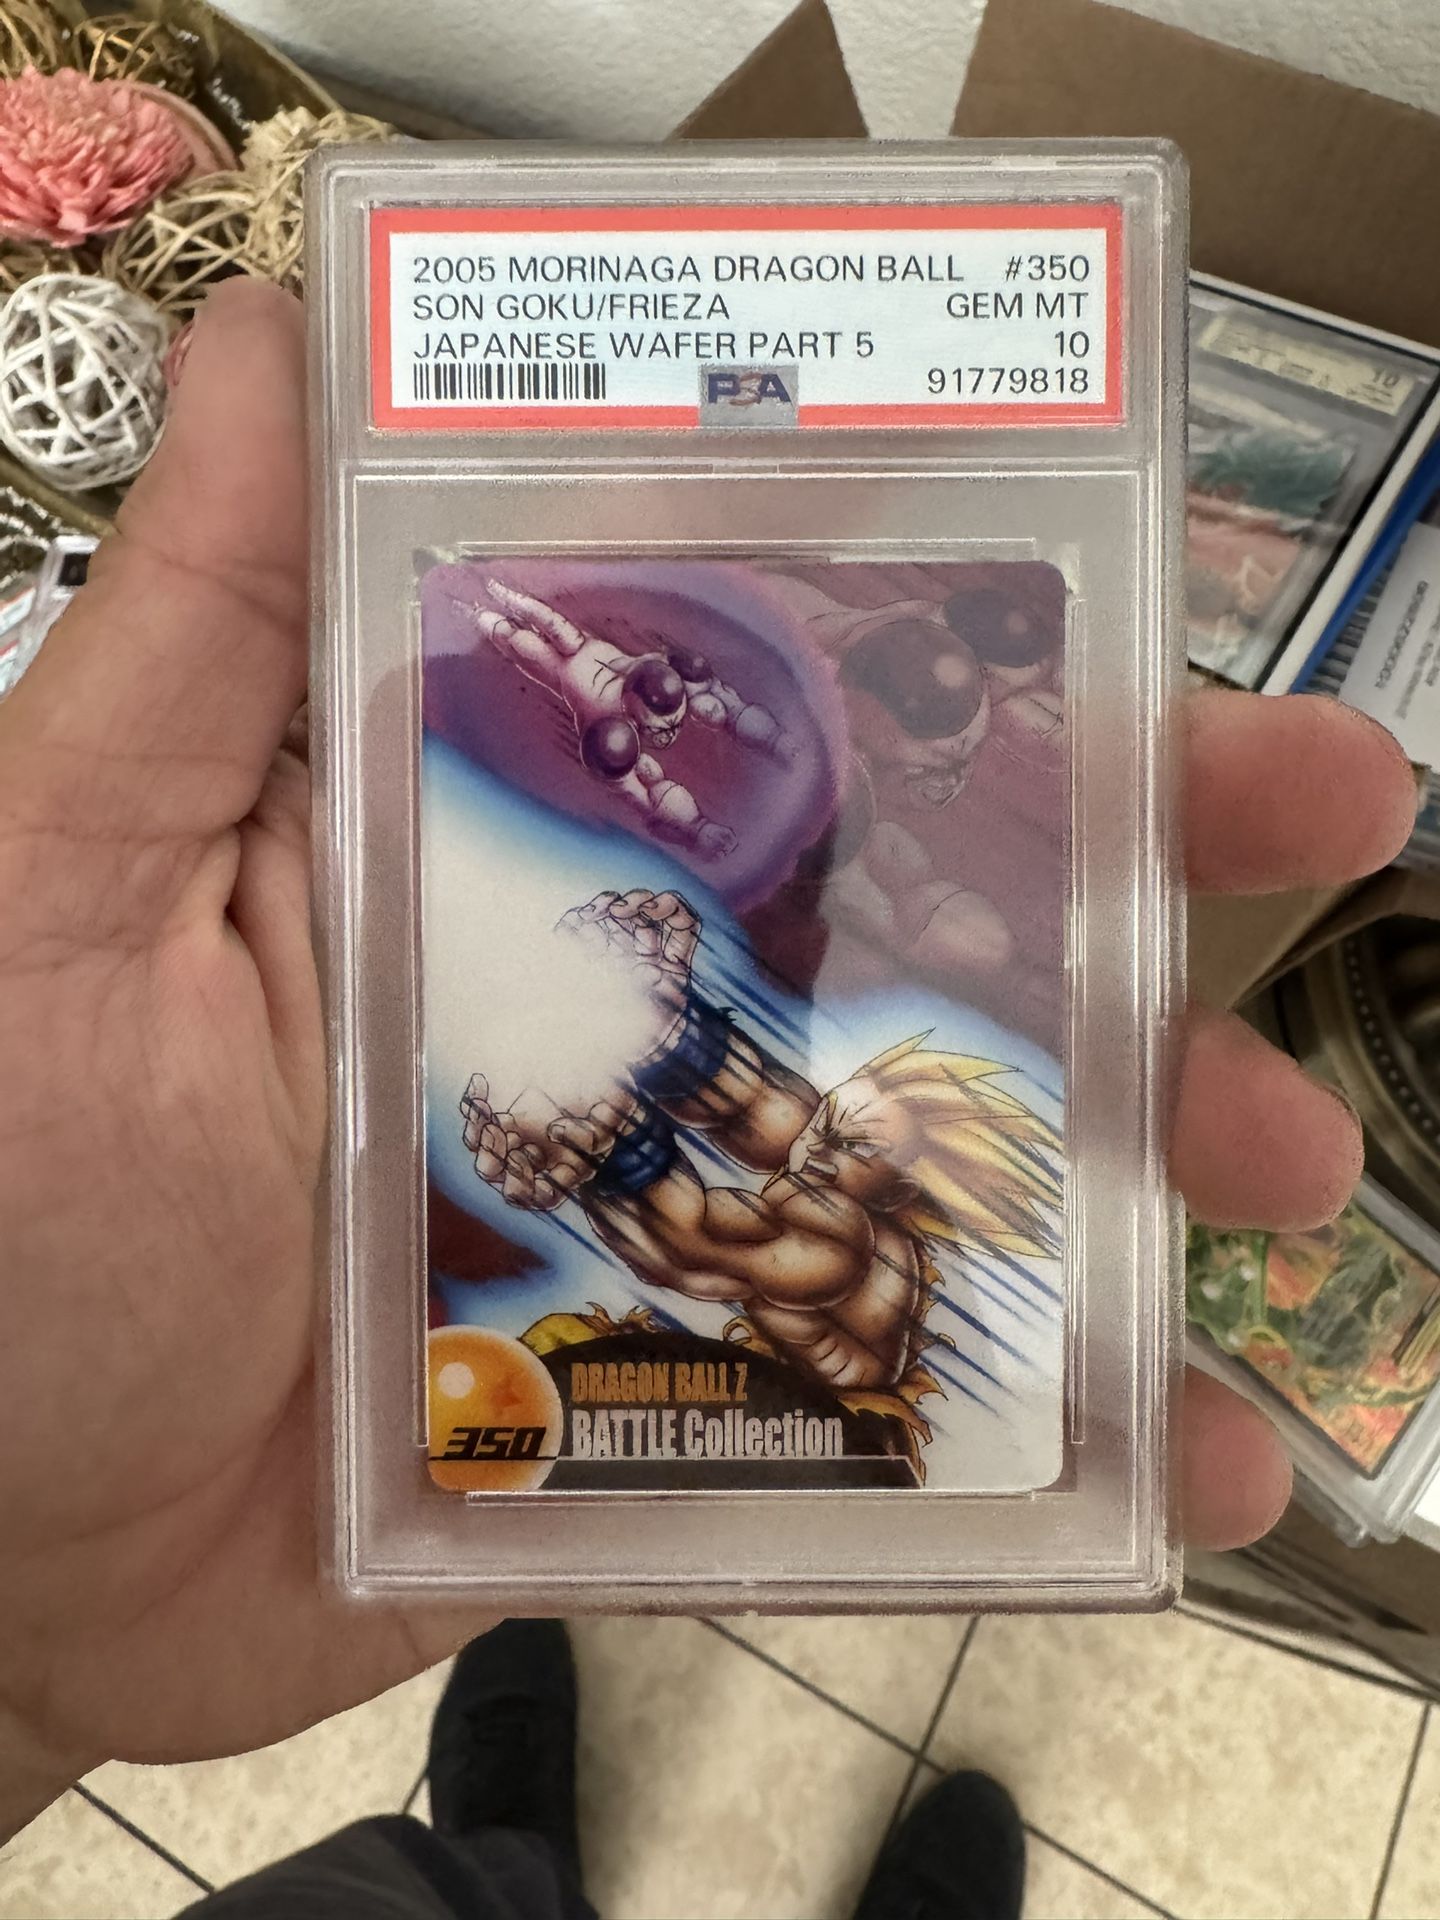 2005 MORINAGA DRAGON BALL #350
SON GOKU/FRIEZA GEM MT
JAPANESE WAFER PART 5 10
PSA 91779818
DRAGON BALL Z
350 BATTLE Collection
10